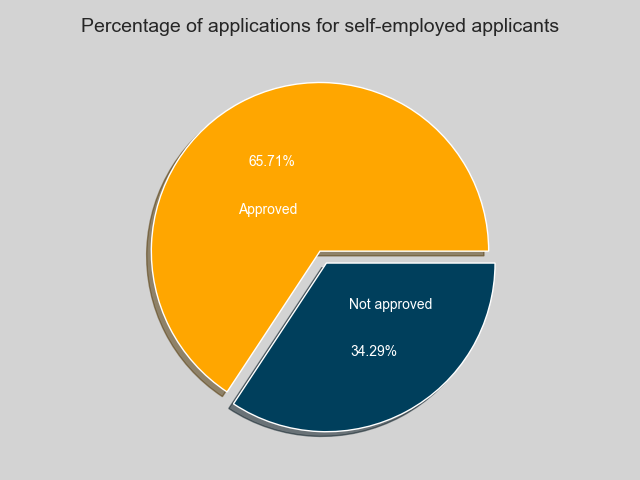 Percentage of applications for self-employed applicants
65.71%
Approved
Not approved
34.29%